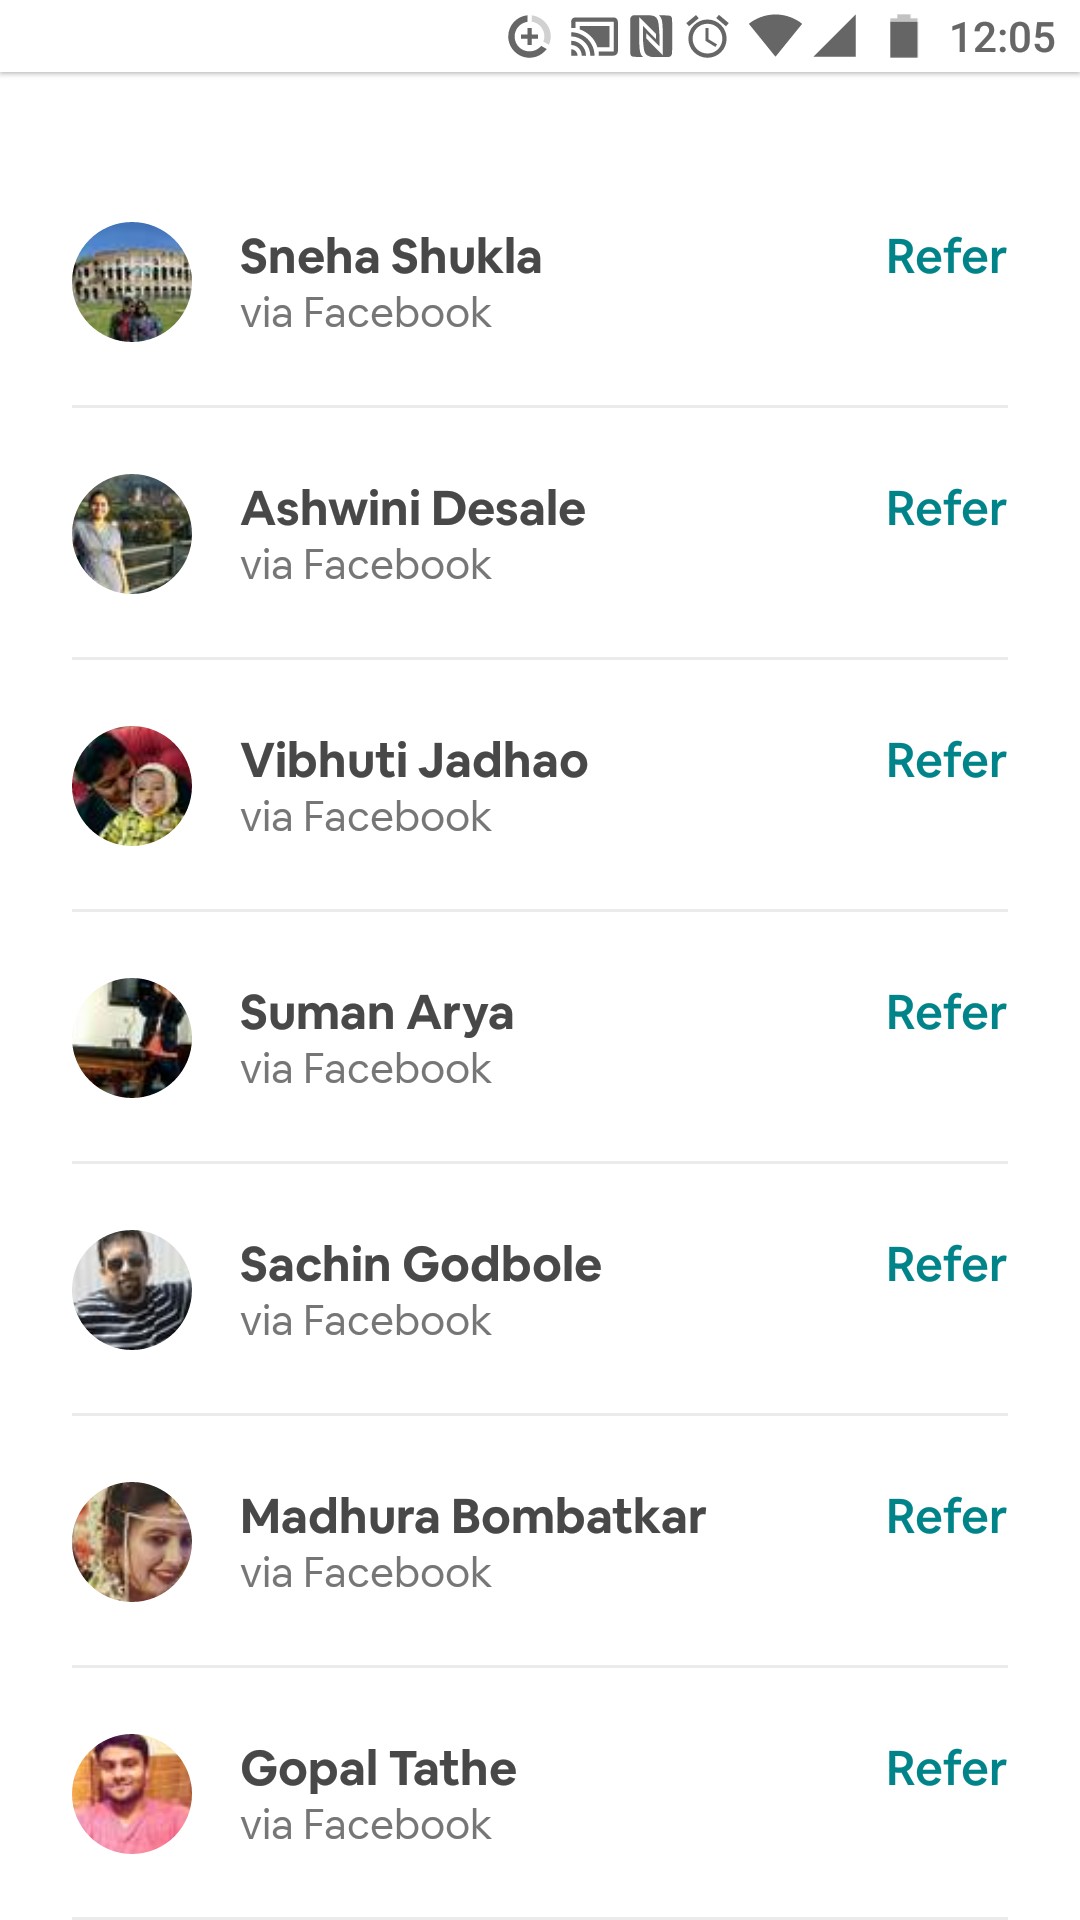 12:05
Sneha Shukla Refer
via Facebook
Ashwini Desale Refer
via Facebook
Vibhuti Jadhao Refer
via Facebook
Suman Arya Refer
via Facebook
Sachin Godbole Refer
via Facebook
Madhura Bombatkar Refer
via Facebook
Gopal Tathe Refer
via Facebook